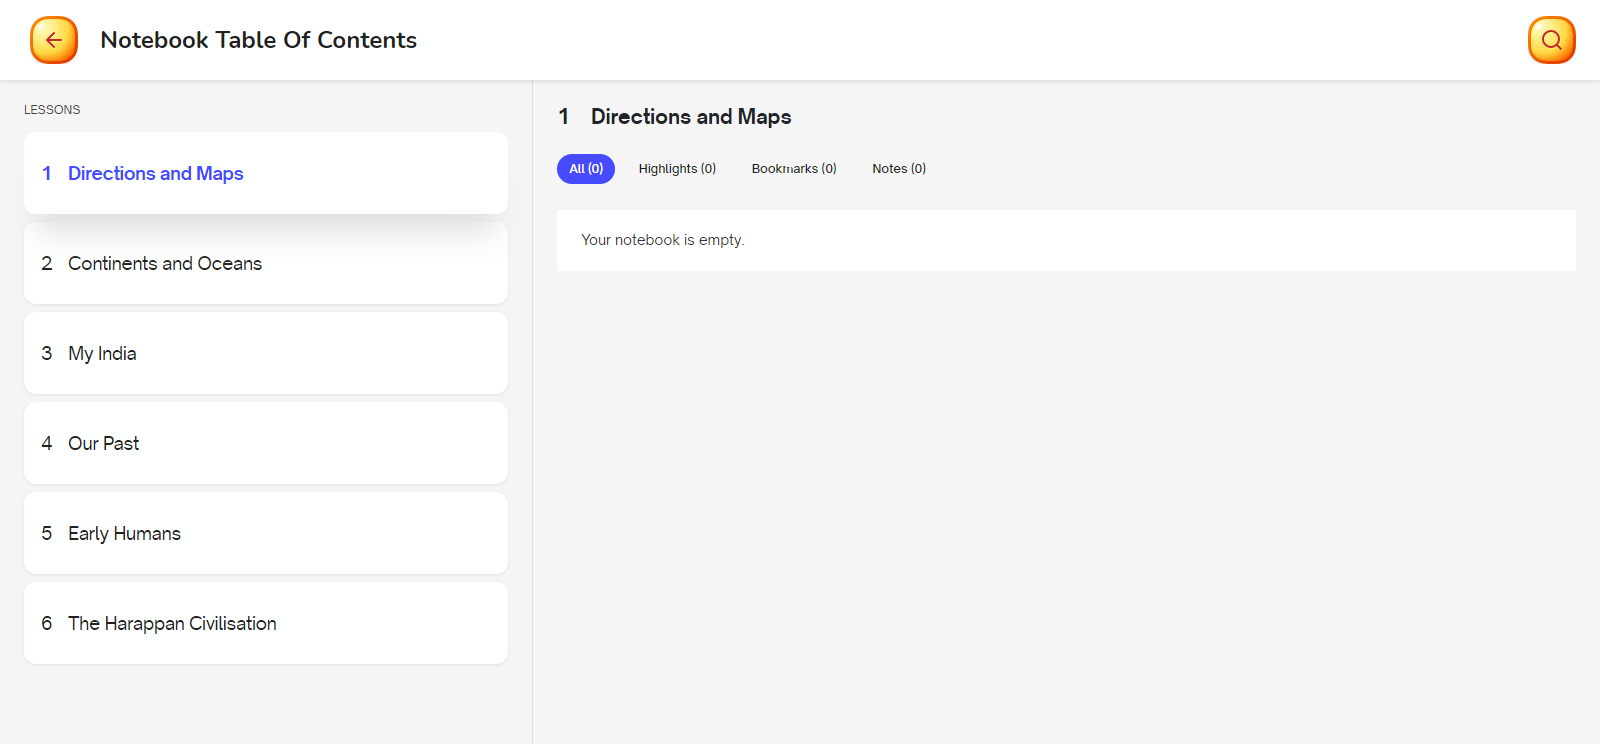 Notebook Table Of Contents
LESSONS
1 Directions and Maps
2 Continents and Oceans
3 My India
4 Our Past
5 Early Humans
6 The Harappan Civilisation
1 Directions and Maps
All (0) Highlights (0) Bookmarks (0) Notes (0)
Your notebook is empty.